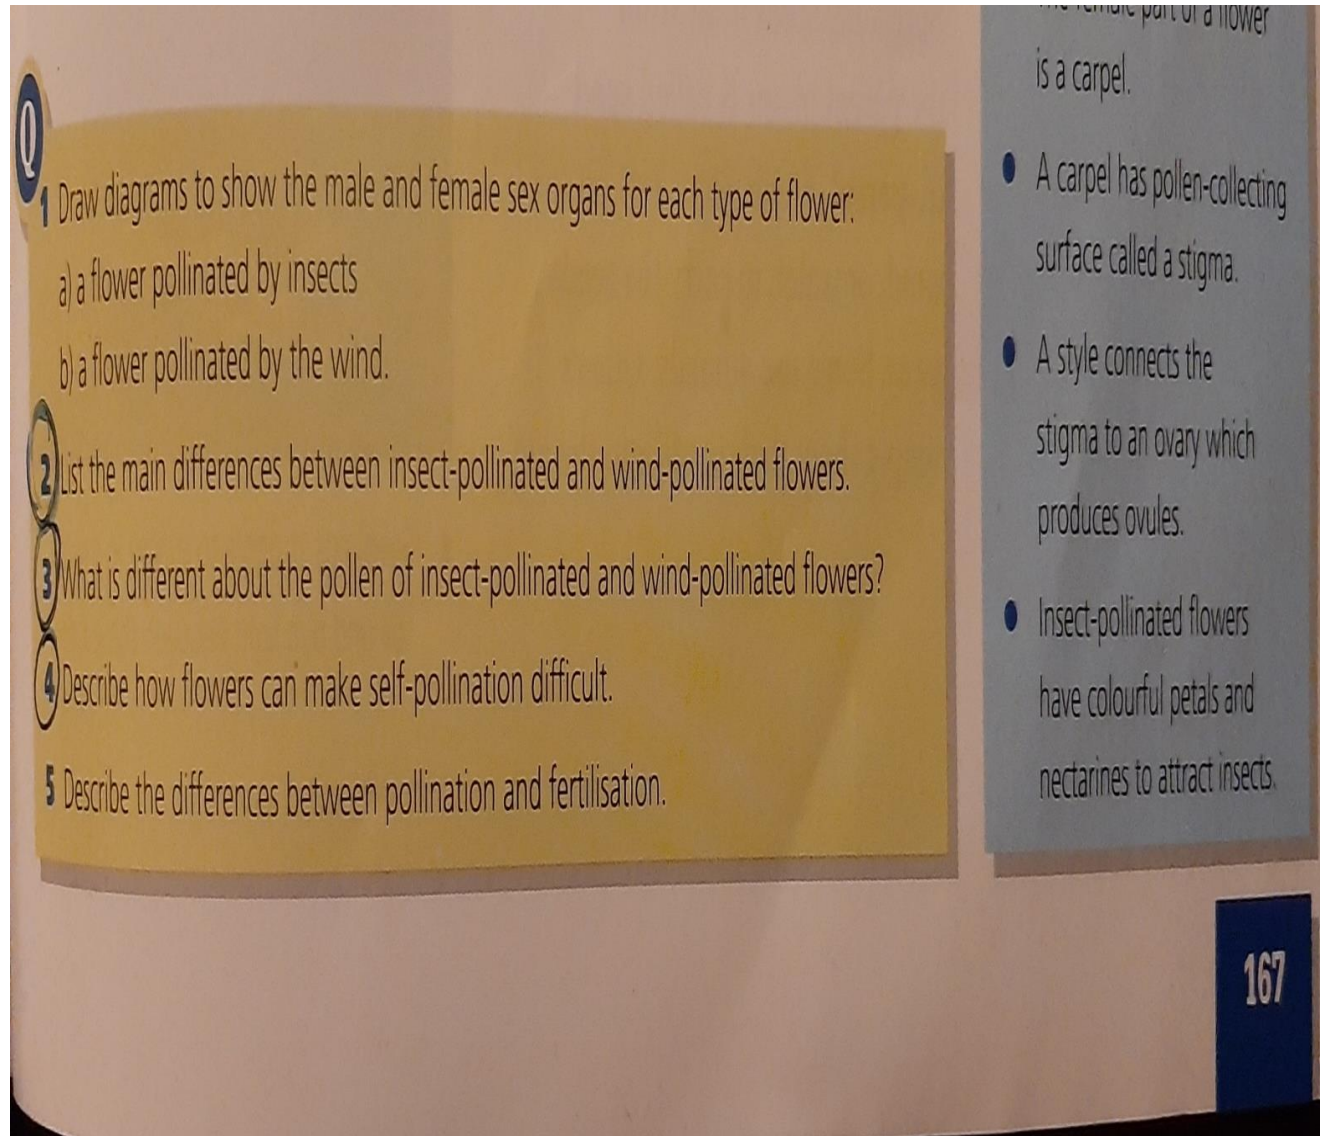 Q
1 Draw diagrams to show the male and female sex organs for each type of flower:
a) a flower pollinated by insects
b) a flower pollinated by the wind.
2 List the main differences between insect-pollinated and wind-pollinated flowers.
3 What is different about the pollen of insect-pollinated and wind-pollinated flowers?
4 Describe how flowers can make self-pollination difficult.
5 Describe the differences between pollination and fertilisation.
The female part of a flower
is a carpel.
• A carpel has pollen-collecting
surface called a stigma.
• A style connects the
stigma to an ovary which
produces ovules.
• Insect-pollinated flowers
have colourful petals and
nectarines to attract insects.
167